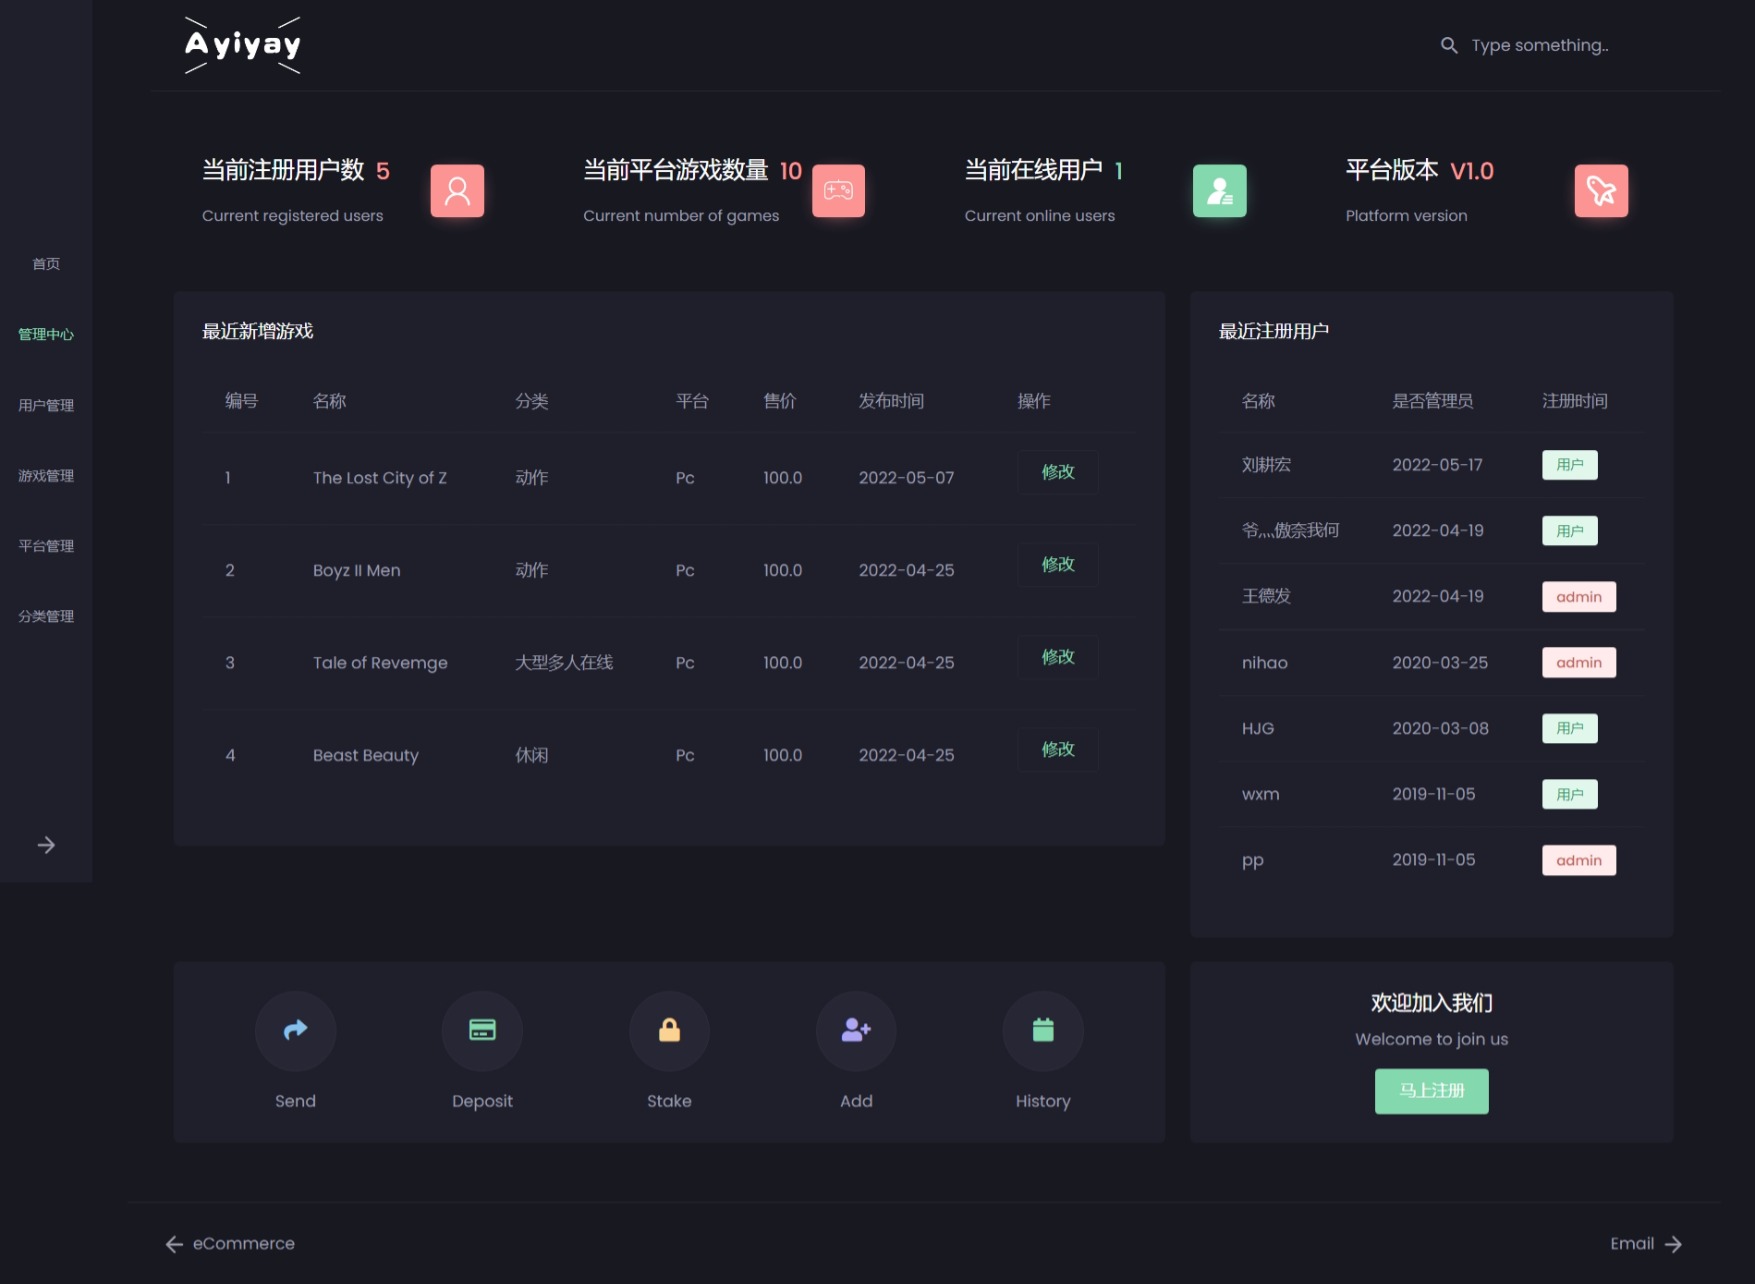 Ayiyay
Type something..
当前注册用户数 5
Current registered users
当前平台游戏数量 10
Current number of games
当前在线用户 1
Current online users
平台版本 V1.0
Platform version
首页
管理中心
用户管理
游戏管理
平台管理
分类管理
最近新增游戏
编号 名称 分类 平台 售价 发布时间 操作
1 The Lost City of Z 动作 Pc 100.0 2022-05-07 修改
2 Boyz II Men 动作 Pc 100.0 2022-04-25 修改
3 Tale of Revemge 大型多人在线 Pc 100.0 2022-04-25 修改
4 Beast Beauty 休闲 Pc 100.0 2022-04-25 修改
最近注册用户
名称 是否管理员 注册时间
刘耕宏 2022-05-17 用户
爷灬傲奈我何 2022-04-19 用户
王德发 2022-04-19 admin
nihao 2020-03-25 admin
HJG 2020-03-08 用户
wxm 2019-11-05 用户
pp 2019-11-05 admin
Send
Deposit
Stake
Add
History
欢迎加入我们
Welcome to join us
马上注册
eCommerce
Email